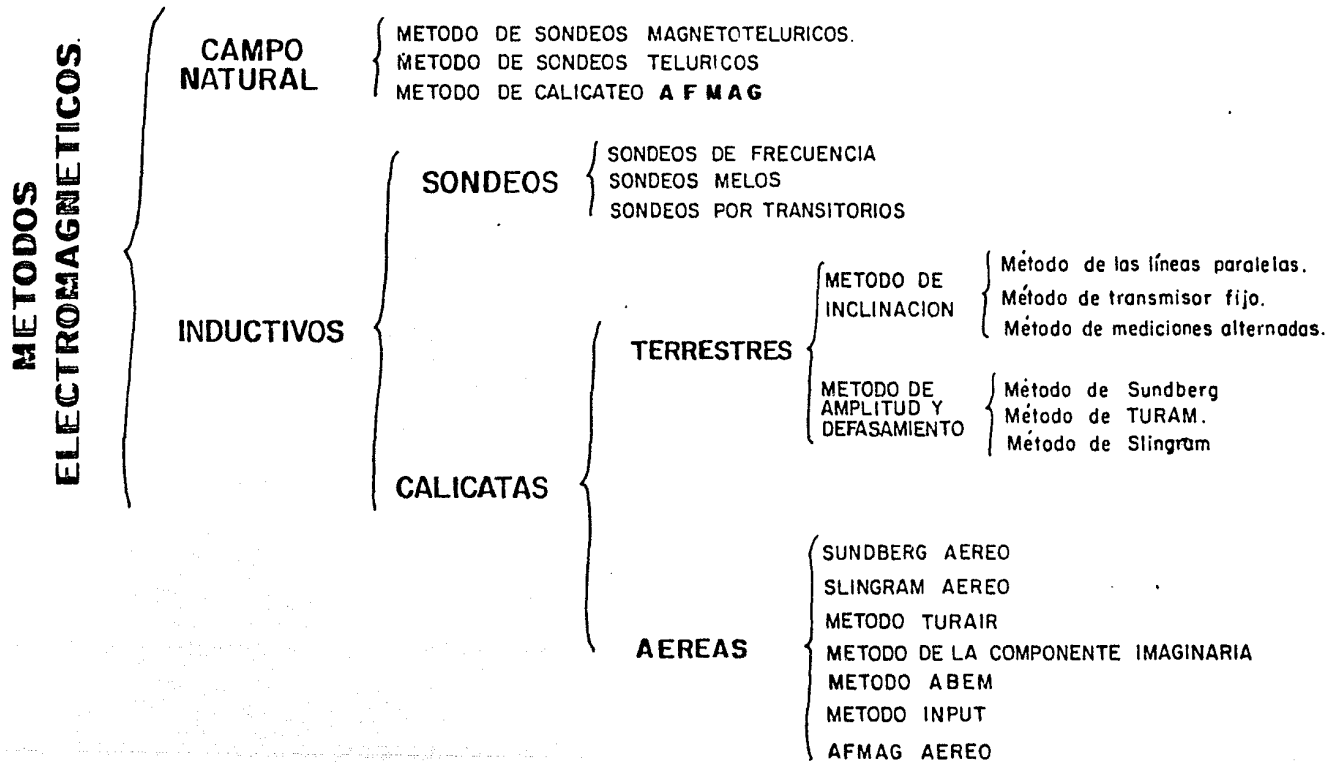 METODOS
ELECTROMAGNETICOS.
CAMPO
NATURAL
METODO DE SONDEOS MAGNETOTELURICOS.
METODO DE SONDEOS TELURICOS
METODO DE CALICATEO AFMAG
INDUCTIVOS
SONDEOS
SONDEOS DE FRECUENCIA
SONDEOS MELOS
SONDEOS POR TRANSITORIOS
CALICATAS
TERRESTRES
METODO DE
INCLINACION
Método de las líneas paralelas.
Método de transmisor fijo.
Método de mediciones alternadas.
METODO DE
AMPLITUD Y
DEFASAMIENTO
Método de Sundberg
Método de TURAM.
Método de Slingram
AEREAS
SUNDBERG AEREO
SLINGRAM AEREO
METODO TURAIR
METODO DE LA COMPONENTE IMAGINARIA
METODO ABEM
METODO INPUT
AFMAG AEREO